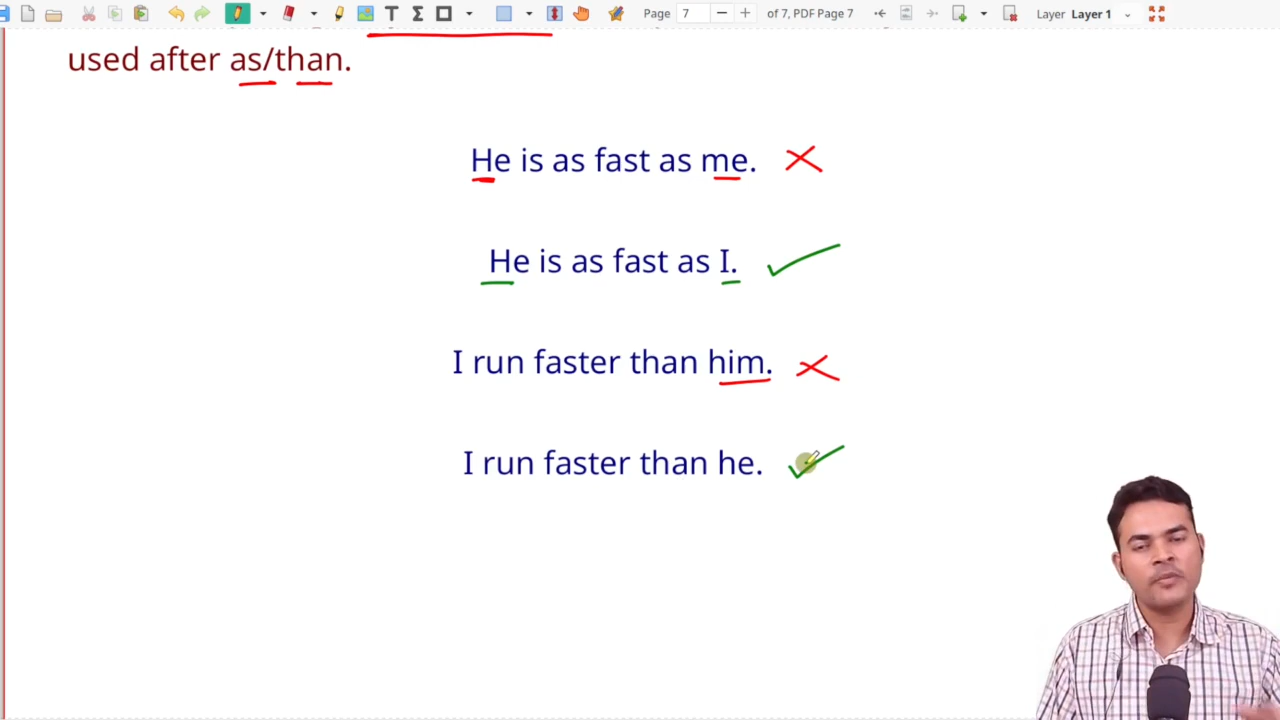 Page 7 of 7, PDF Page 7 Layer Layer 1
used after as/than.
He is as fast as me.
He is as fast as I.
I run faster than him.
I run faster than he.